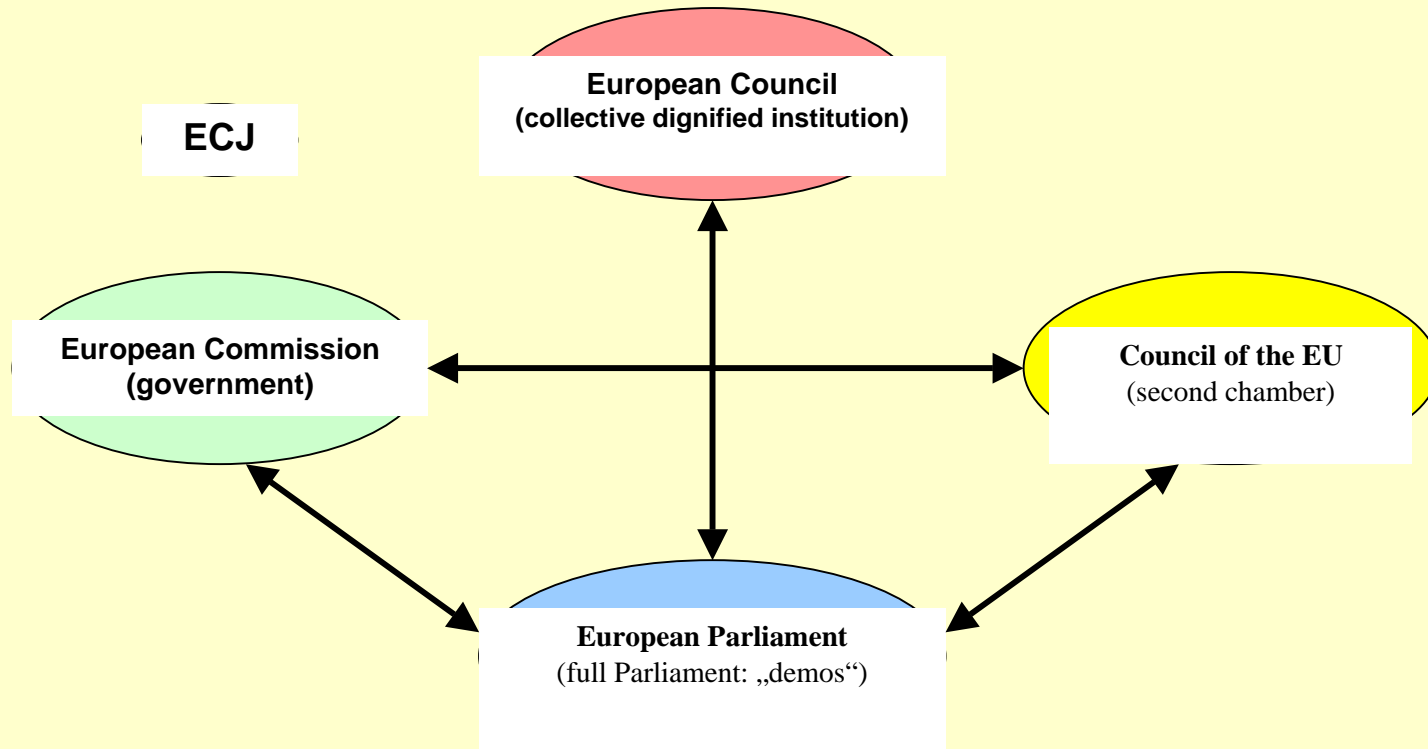 European Council
(collective dignified institution)
ECJ
European Commission
(government)
Council of the EU
(second chamber)
European Parliament
(full Parliament: „demos“)